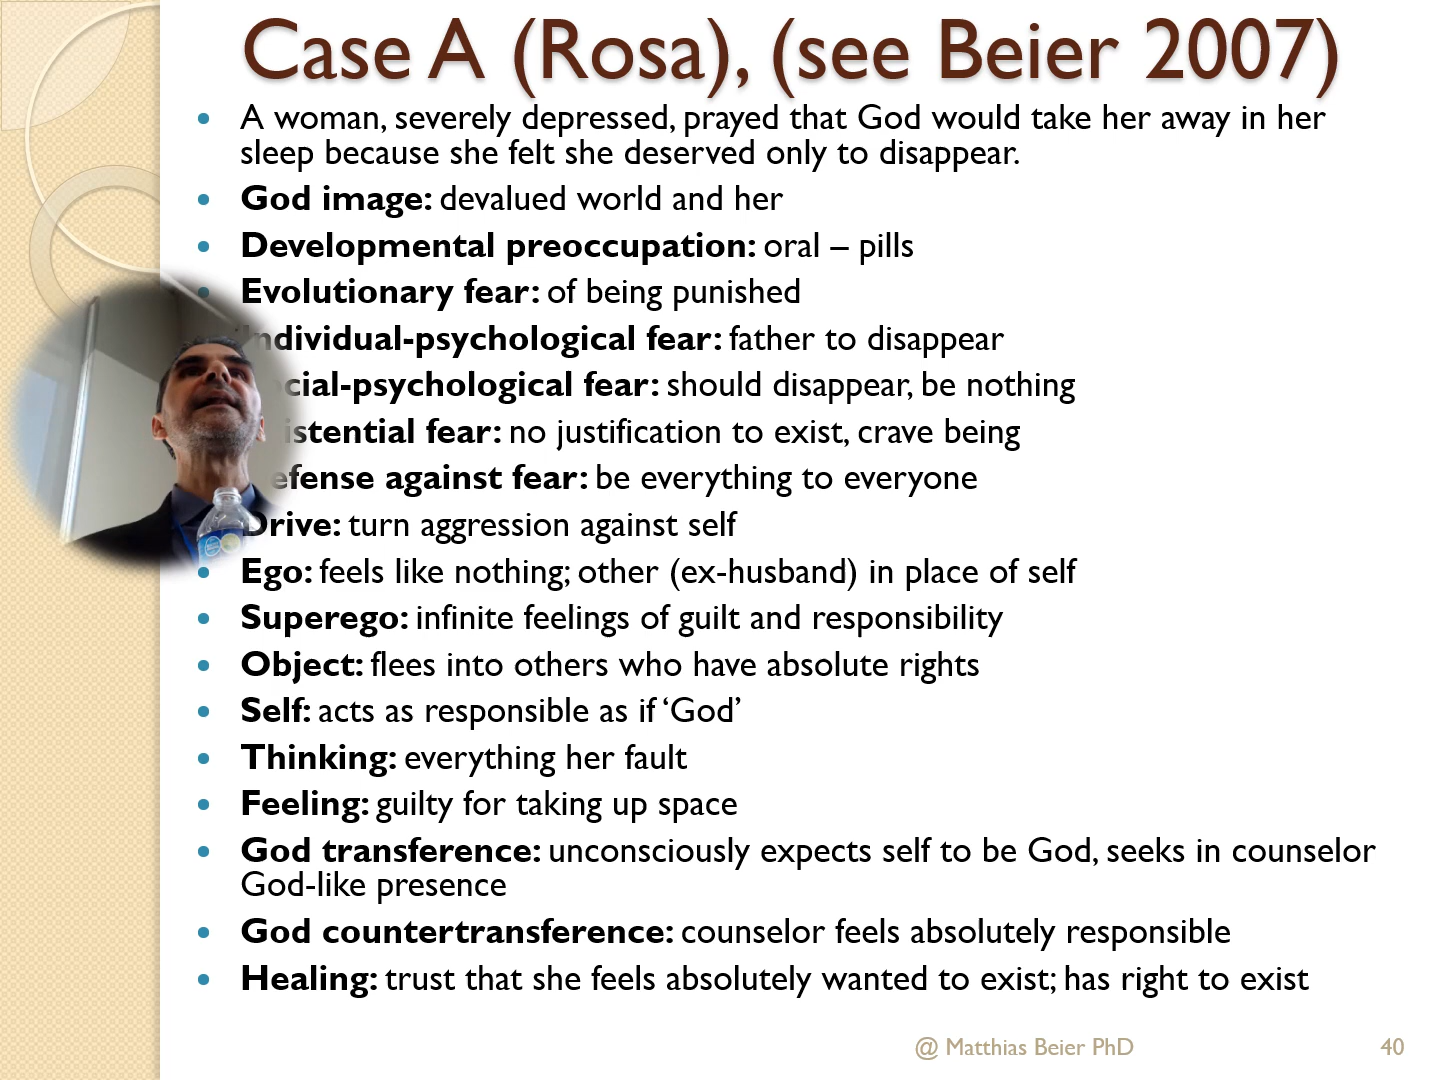 Case A (Rosa), (see Beier 2007)
• A woman, severely depressed, prayed that God would take her away in her
sleep because she felt she deserved only to disappear.
• God image: devalued world and her
• Developmental preoccupation: oral – pills
• Evolutionary fear: of being punished
Individual-psychological fear: father to disappear
cial-psychological fear: should disappear, be nothing
istential fear: no justification to exist, crave being
efense against fear: be everything to everyone
Drive: turn aggression against self
• Ego: feels like nothing; other (ex-husband) in place of self
• Superego: infinite feelings of guilt and responsibility
• Object: flees into others who have absolute rights
• Self: acts as responsible as if ‘God’
• Thinking: everything her fault
• Feeling: guilty for taking up space
• God transference: unconsciously expects self to be God, seeks in counselor
God-like presence
• God countertransference: counselor feels absolutely responsible
• Healing: trust that she feels absolutely wanted to exist; has right to exist
@ Matthias Beier PhD 40